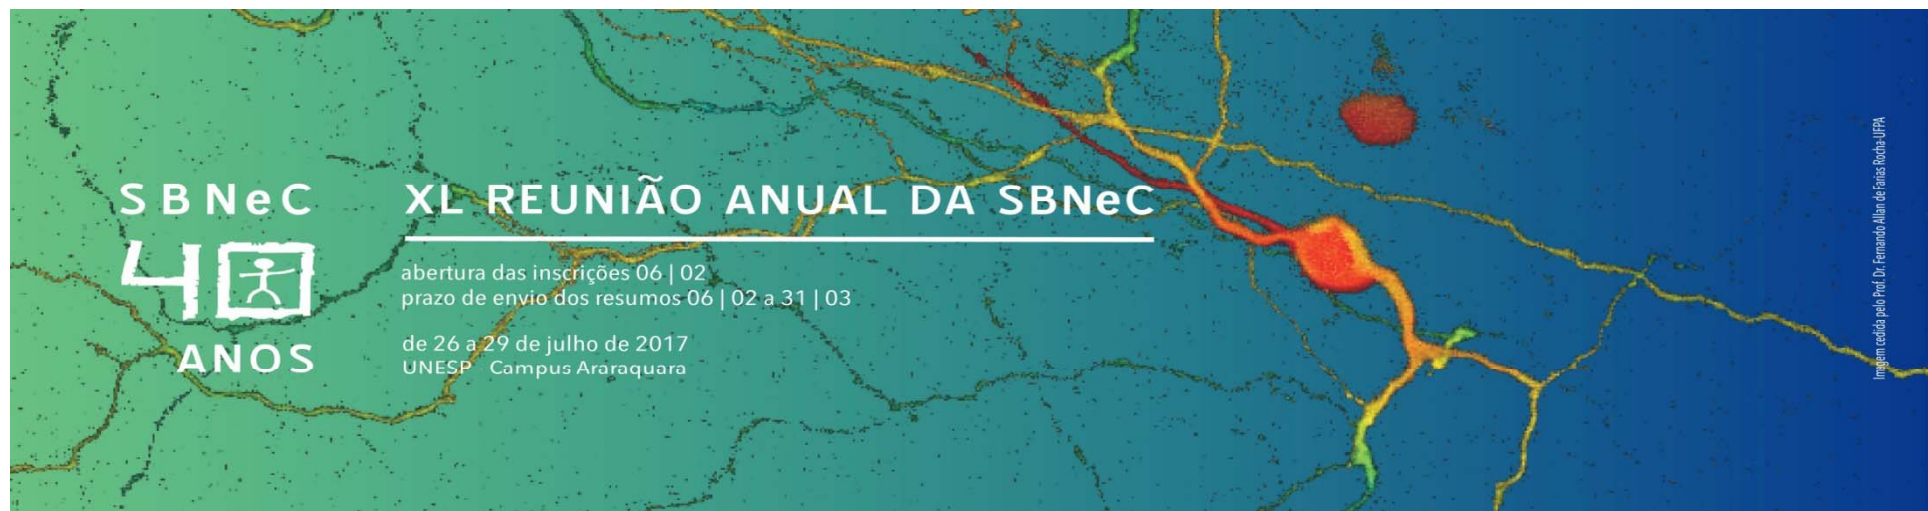 SBNeC
40
ANOS
XL REUNIÃO ANUAL DA SBNeC
abertura das inscrições 06 | 02
prazo de envio dos resumos 06 | 02 a 31 | 03
de 26 a 29 de julho de 2017
UNESP Campus Araraquara
Imagem cedida pelo Prof. Dr. Fernando Allan de Farias Rocha-UFPA